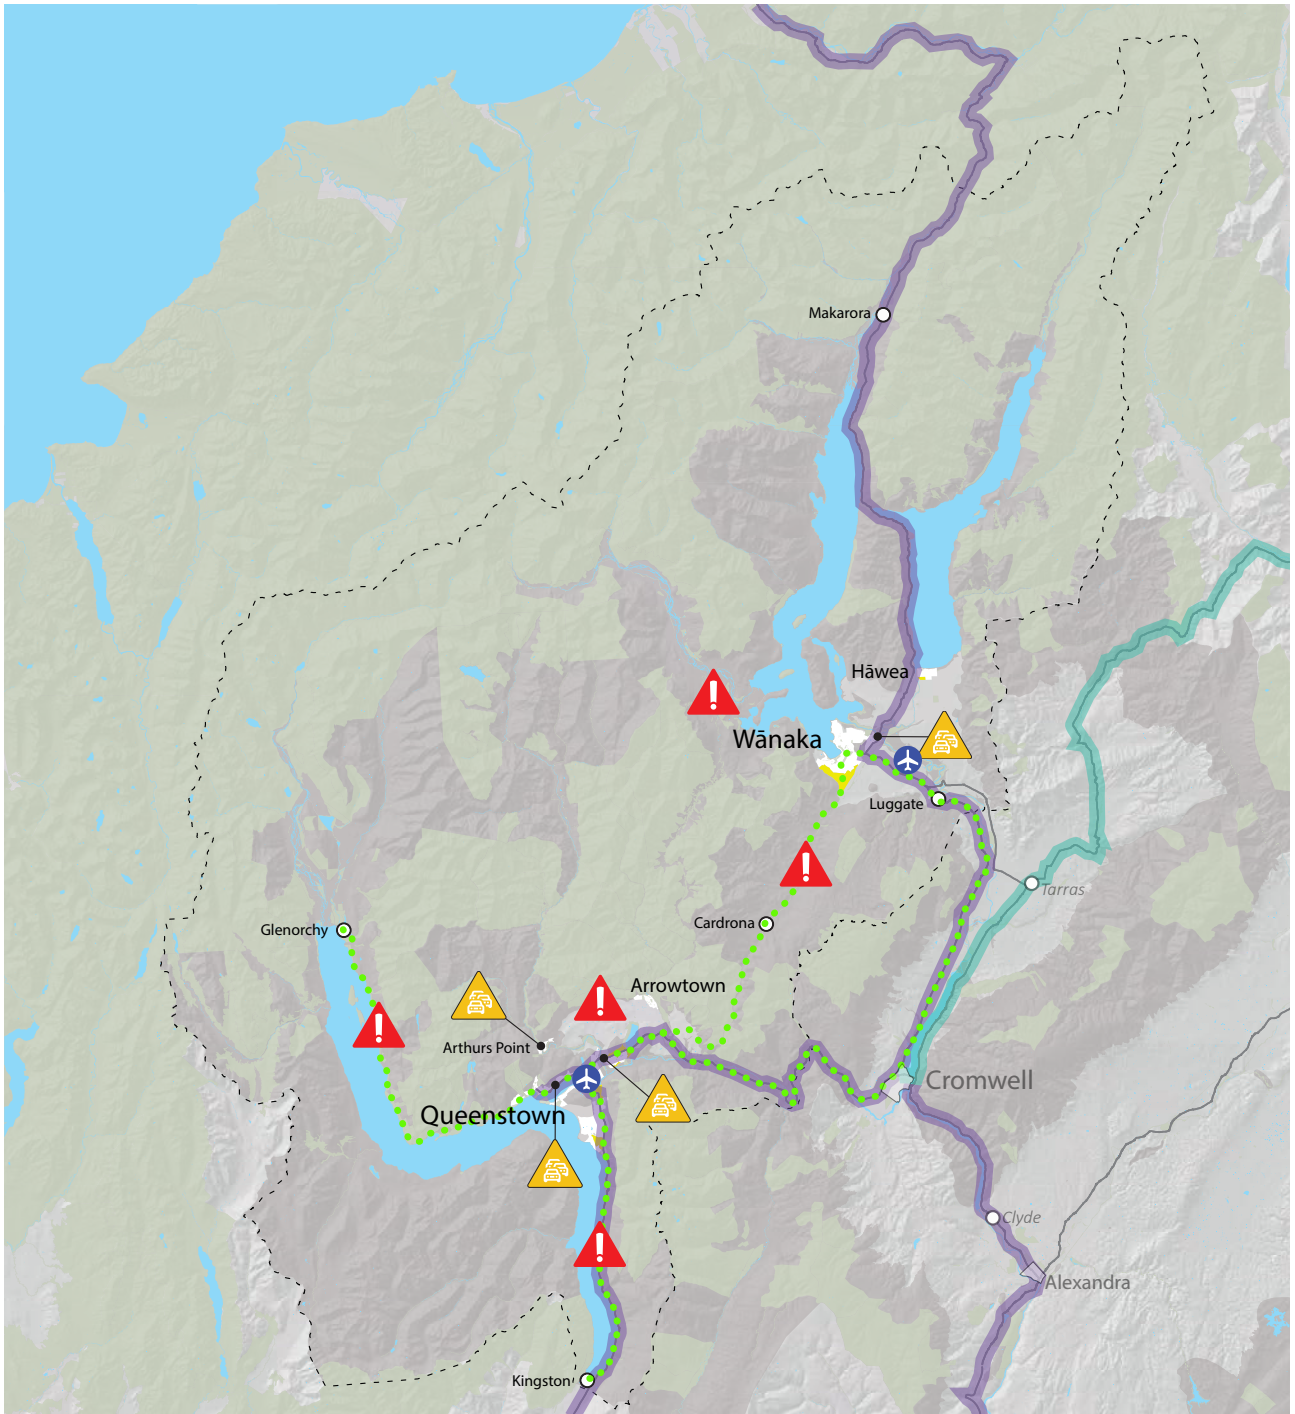 Makarora
Hāwea
Wānaka
Luggate
Tarras
Cardrona
Glenorchy
Arrowtown
Arthurs Point
Cromwell
Queenstown
Clyde
Alexandra
Kingston